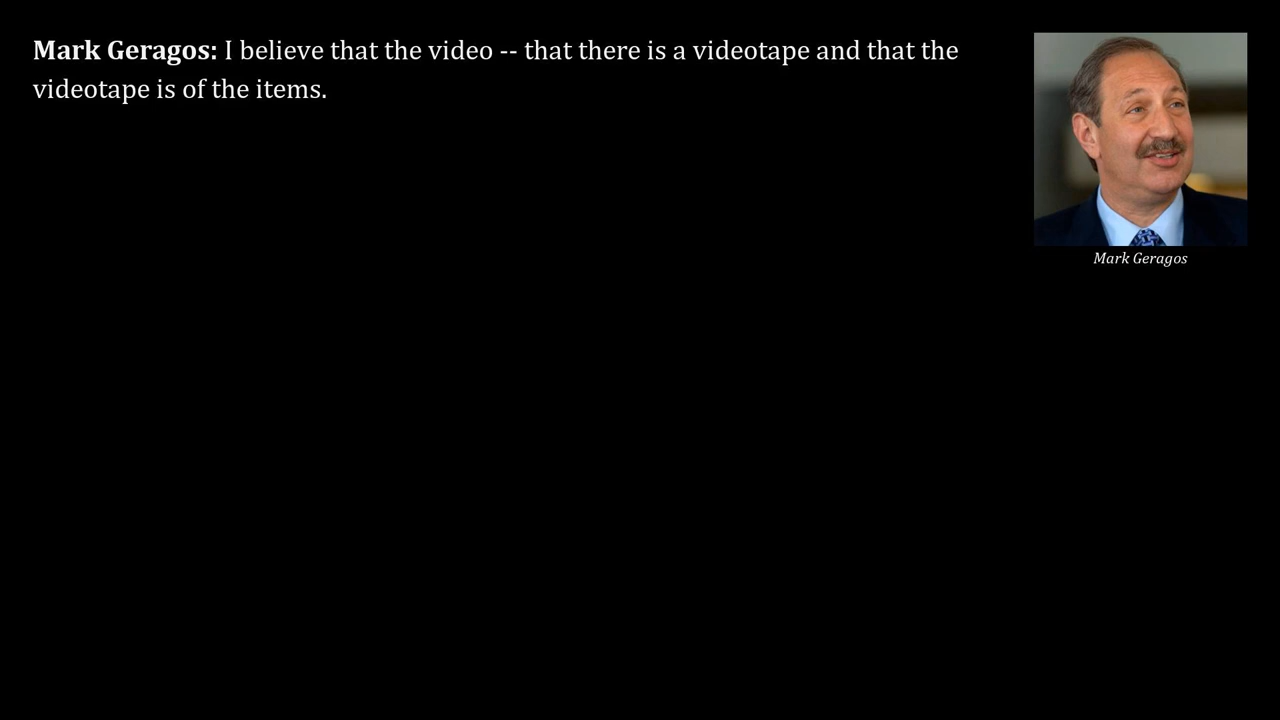 Mark Geragos: I believe that the video -- that there is a videotape and that the
videotape is of the items.
Mark Geragos